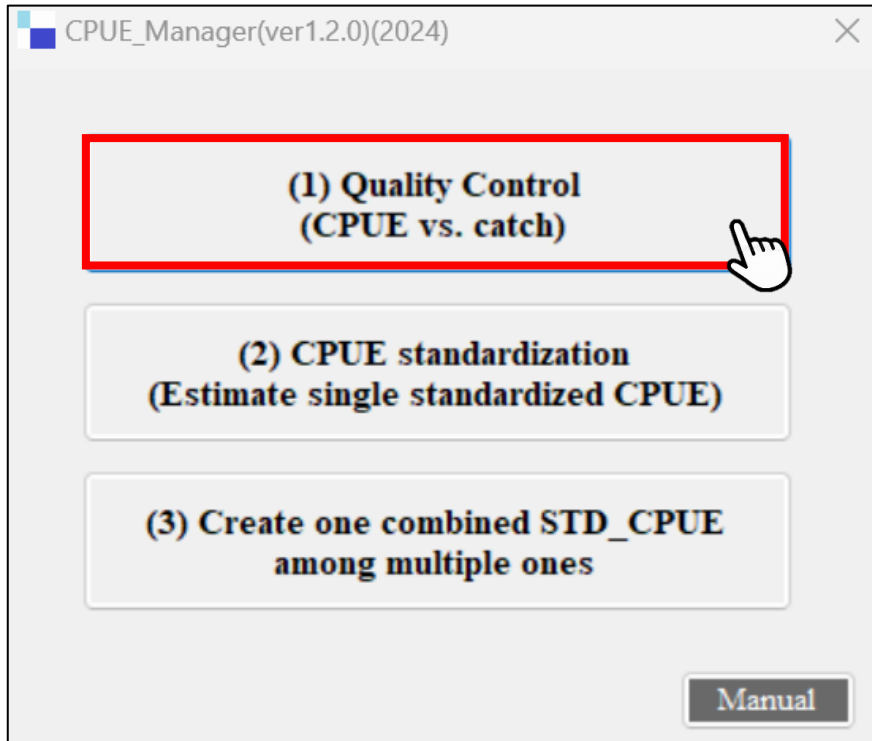 CPUE_Manager(ver1.2.0)(2024)
(1) Quality Control
(CPUE vs. catch)
(2) CPUE standardization
(Estimate single standardized CPUE)
(3) Create one combined STD_CPUE
among multiple ones
Manual